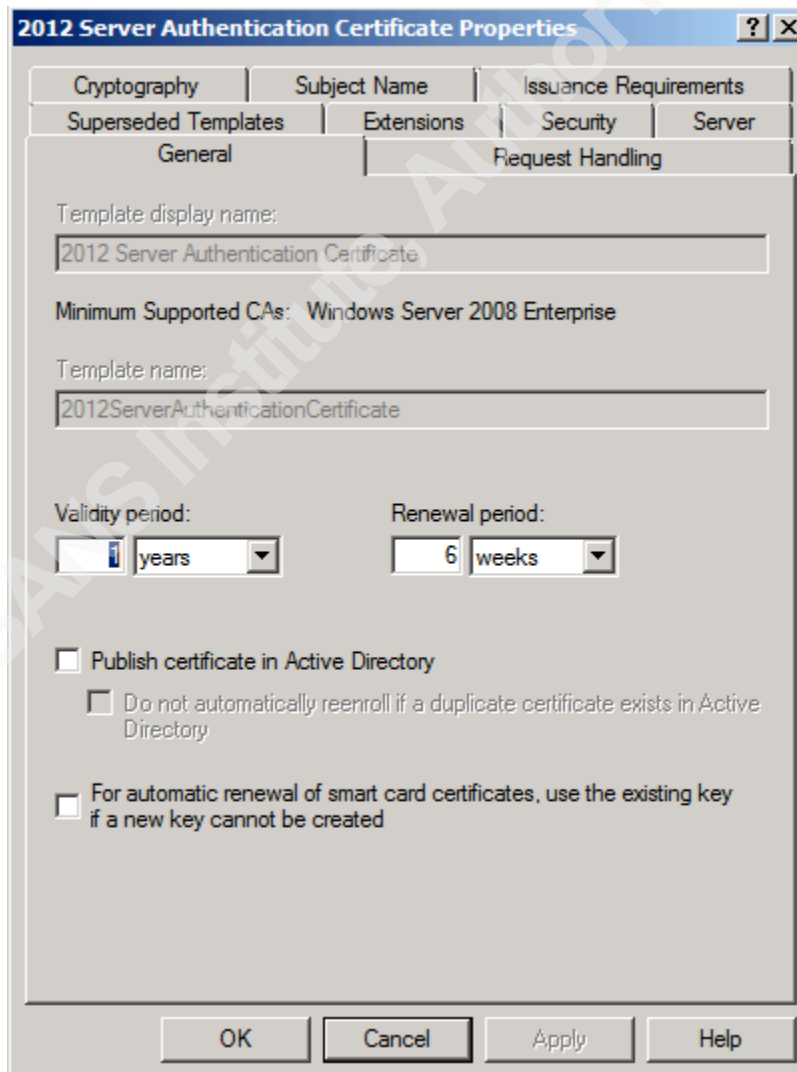 2012 Server Authentication Certificate Properties
Cryptography Subject Name Issuance Requirements
Superseded Templates Extensions Security Server
General Request Handling
Template display name:
2012 Server Authentication Certificate
Minimum Supported CAs: Windows Server 2008 Enterprise
Template name:
2012ServerAuthenticationCertificate
Validity period: Renewal period:
1 years 6 weeks
Publish certificate in Active Directory
Do not automatically reenroll if a duplicate certificate exists in Active
Directory
For automatic renewal of smart card certificates, use the existing key
if a new key cannot be created
OK Cancel Apply Help
SANS Institute, Author